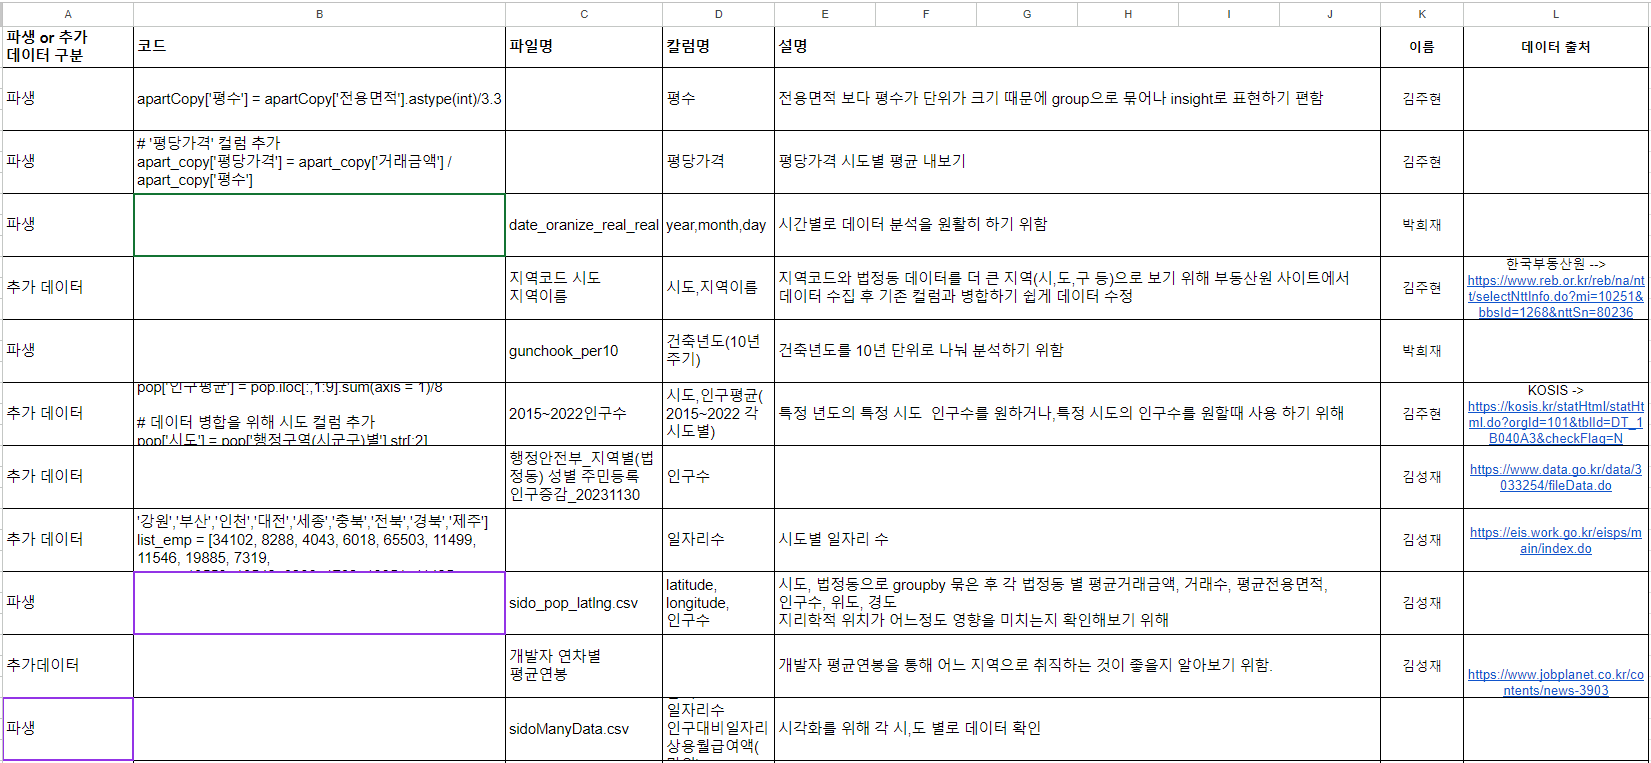 A B C D E F G H I J K L
파생 or 추가
데이터 구분
코드
파일명
칼럼명
설명
이름
데이터 출처
파생
apartCopy['평수'] = apartCopy['전용면적'].astype(int)/3.3
평수
전용면적 보다 평수가 단위가 크기 때문에 group으로 묶어나 insight로 표현하기 편함
김주현
파생
# '평당가격' 컬럼 추가
apart_copy['평당가격'] = apart_copy['거래금액'] /
apart_copy['평수']
평당가격
평당가격 시도별 평균 내보기
김주현
파생
date_oranize_real_real
year,month,day
시간별로 데이터 분석을 원활히 하기 위함
박희재
추가 데이터
지역코드 시도
지역이름
시도,지역이름
지역코드와 법정동 데이터를 더 큰 지역(시,도,구 등)으로 보기 위해 부동산원 사이트에서
데이터 수집 후 기존 컬럼과 병합하기 쉽게 데이터 수정
김주현
한국부동산원 -->
https://www.reb.or.kr/reb/na/nt
t/selectNttInfo.do?mi=10251&
bbsId=1268&nttSn=80236
파생
gunchook_per10
건축년도(10년
주기)
건축년도를 10년 단위로 나눠 분석하기 위함
박희재
추가 데이터
pop['인구평균'] = pop.iloc[:,1:9].sum(axis = 1)/8
# 데이터 병합을 위해 시도 컬럼 추가
pop['시도'] = pop['행정구역(시군구)별'].str[:2]
2015~2022인구수
시도,인구평균(
2015~2022 각
시도별)
특정 년도의 특정 시도  인구수를 원하거나,특정 시도의 인구수를 원할때 사용 하기 위해
김주현
KOSIS ->
https://kosis.kr/statHtml/statHt
ml.do?orgId=101&tblId=DT_1
B040A3&checkFlag=N
추가 데이터
행정안전부_지역별(법
정동) 성별 주민등록
인구증감_20231130
인구수
김성재
https://www.data.go.kr/data/3
033254/fileData.do
추가 데이터
'강원','부산','인천','대전','세종','충북','전북','경북','제주']
list_emp = [34102, 8288, 4043, 6018, 65503, 11499,
11546, 19885, 7319,
일자리수
시도별 일자리 수
김성재
https://eis.work.go.kr/eisps/m
ain/index.do
파생
sido_pop_latlng.csv
latitude,
longitude,
인구수
시도, 법정동으로 groupby 묶은 후 각 법정동 별 평균거래금액, 거래수, 평균전용면적,
인구수, 위도, 경도
지리학적 위치가 어느정도 영향을 미치는지 확인해보기 위해
김성재
추가데이터
개발자 연차별
평균연봉
개발자 평균연봉을 통해 어느 지역으로 취직하는 것이 좋을지 알아보기 위함.
김성재
https://www.jobplanet.co.kr/co
ntents/news-3903
파생
sidoManyData.csv
일자리수
인구대비일자리
상용월급여액(
시각화를 위해 각 시,도 별로 데이터 확인